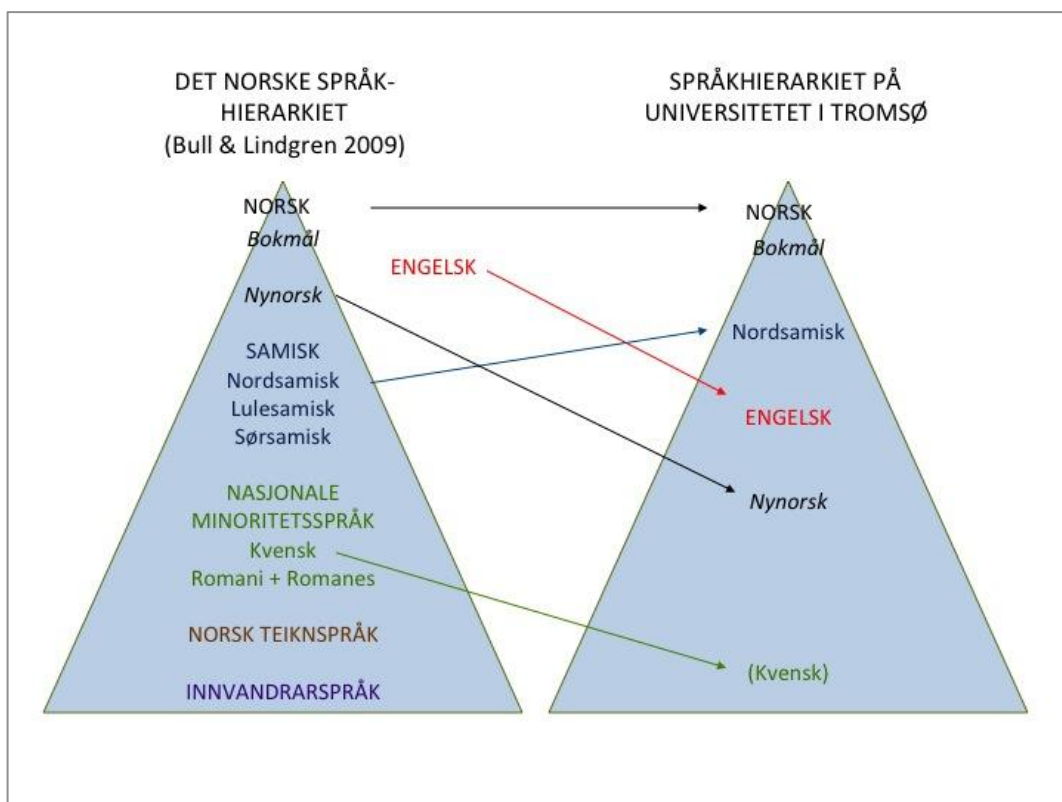 DET NORSKE SPRÅK-
HIERARKIET
(Bull & Lindgren 2009)
NORSK
Bokmål
Nynorsk
SAMISK
Nordsamisk
Lulesamisk
Sørsamisk
NASJONALE
MINORITETSSPRÅK
Kvensk
Romani + Romanes
NORSK TEIKNSPRÅK
INNVANDRARSPRÅK
ENGELSK
SPRÅKHIERARKIET PÅ
UNIVERSITETET I TROMSØ
NORSK
Bokmål
Nordsamisk
ENGELSK
Nynorsk
(Kvensk)